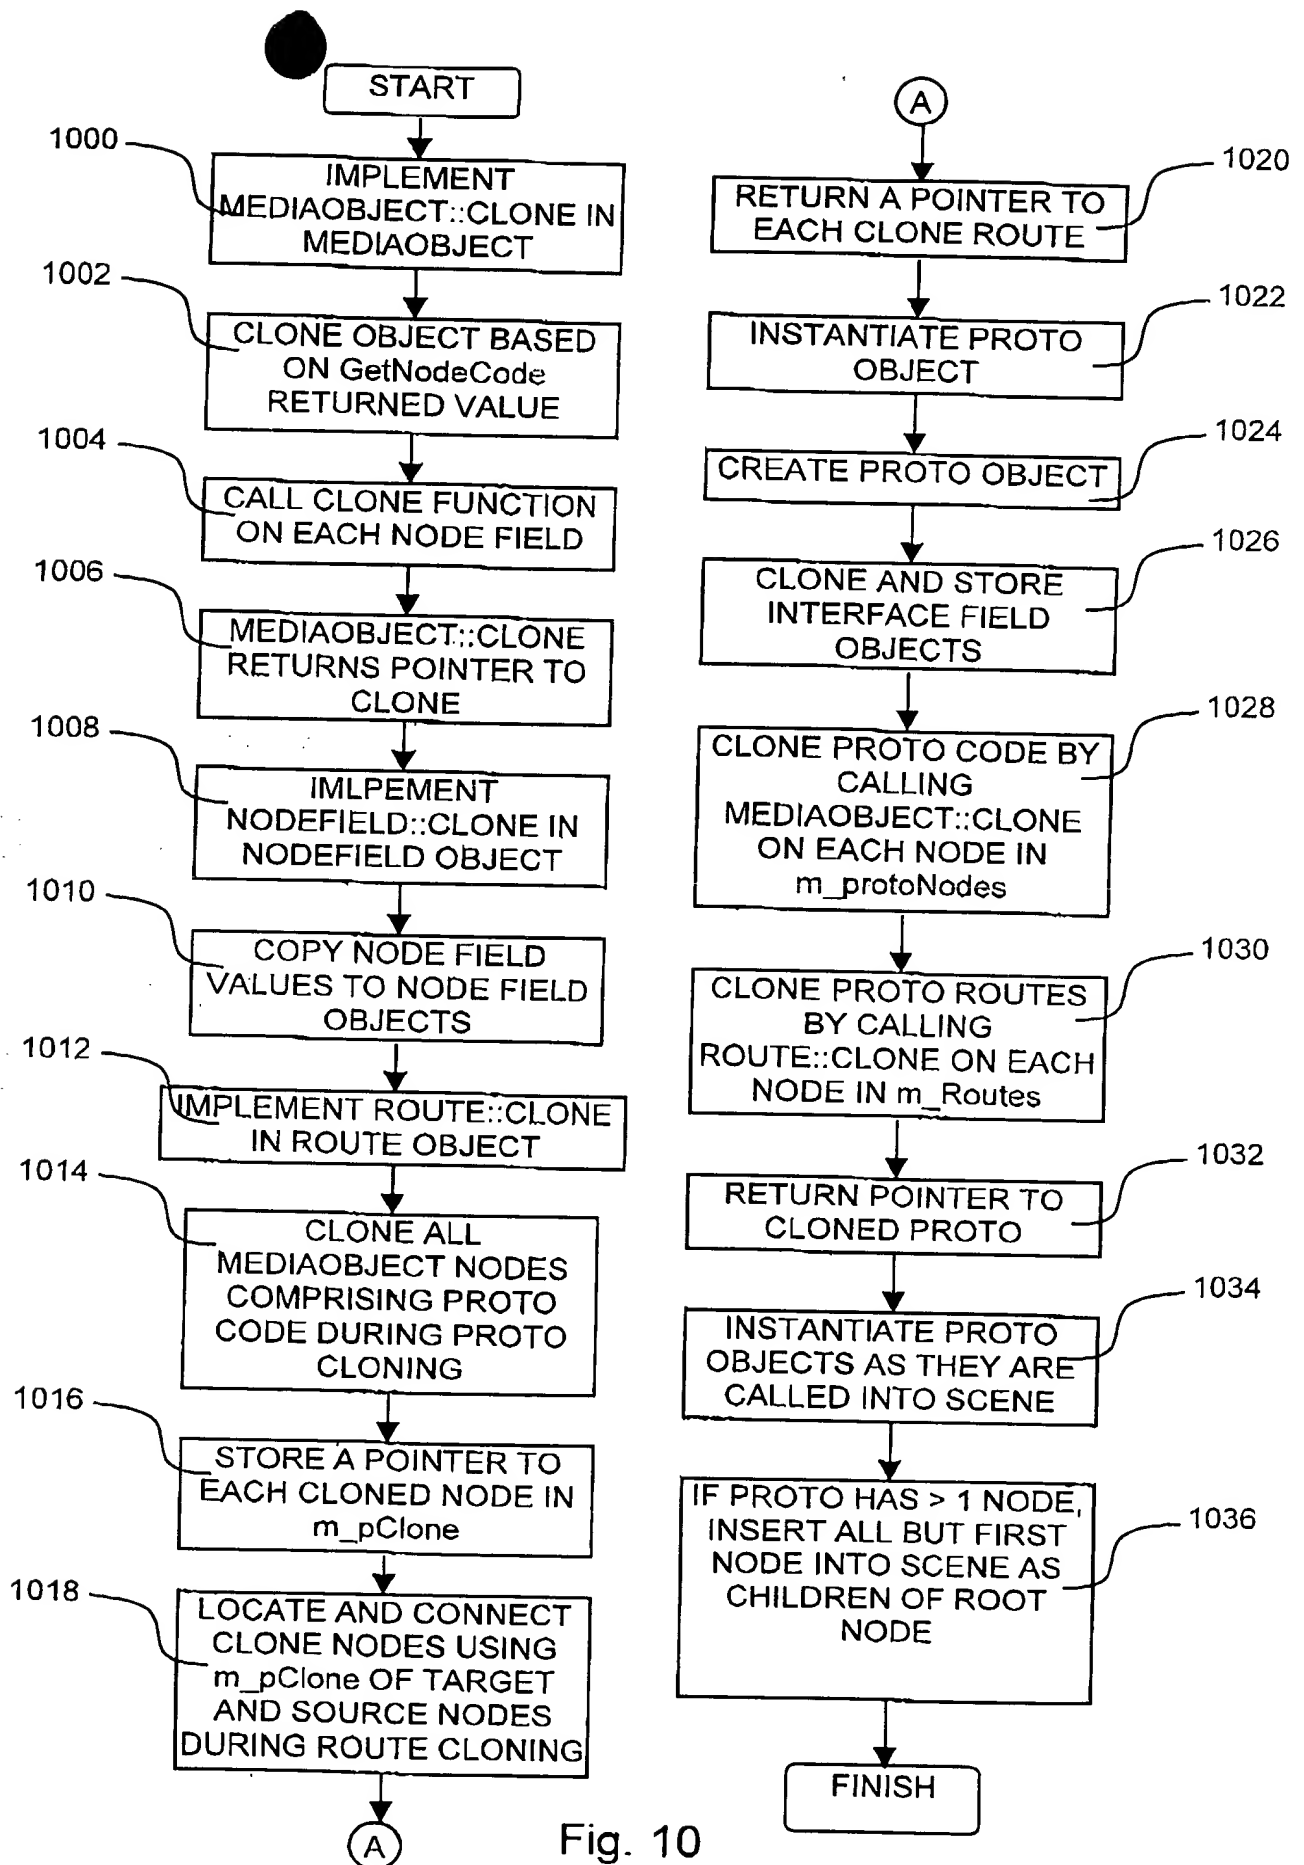 START
1000
IMPLEMENT
MEDIAOBJECT::CLONE IN
MEDIAOBJECT
1002
CLONE OBJECT BASED
ON GetNodeCode
RETURNED VALUE
1004
CALL CLONE FUNCTION
ON EACH NODE FIELD
1006
MEDIAOBJECT::CLONE
RETURNS POINTER TO
CLONE
1008
IMLPEMENT
NODEFIELD::CLONE IN
NODEFIELD OBJECT
1010
COPY NODE FIELD
VALUES TO NODE FIELD
OBJECTS
1012
IMPLEMENT ROUTE::CLONE
IN ROUTE OBJECT
1014
CLONE ALL
MEDIAOBJECT NODES
COMPRISING PROTO
CODE DURING PROTO
CLONING
1016
STORE A POINTER TO
EACH CLONED NODE IN
m_pClone
1018
LOCATE AND CONNECT
CLONE NODES USING
m_pClone OF TARGET
AND SOURCE NODES
DURING ROUTE CLONING
A
A
1020
RETURN A POINTER TO
EACH CLONE ROUTE
1022
INSTANTIATE PROTO
OBJECT
1024
CREATE PROTO OBJECT
1026
CLONE AND STORE
INTERFACE FIELD
OBJECTS
1028
CLONE PROTO CODE BY
CALLING
MEDIAOBJECT::CLONE
ON EACH NODE IN
m_protoNodes
1030
CLONE PROTO ROUTES
BY CALLING
ROUTE::CLONE ON EACH
NODE IN m_Routes
1032
RETURN POINTER TO
CLONED PROTO
1034
INSTANTIATE PROTO
OBJECTS AS THEY ARE
CALLED INTO SCENE
1036
IF PROTO HAS > 1 NODE,
INSERT ALL BUT FIRST
NODE INTO SCENE AS
CHILDREN OF ROOT
NODE
FINISH
Fig. 10